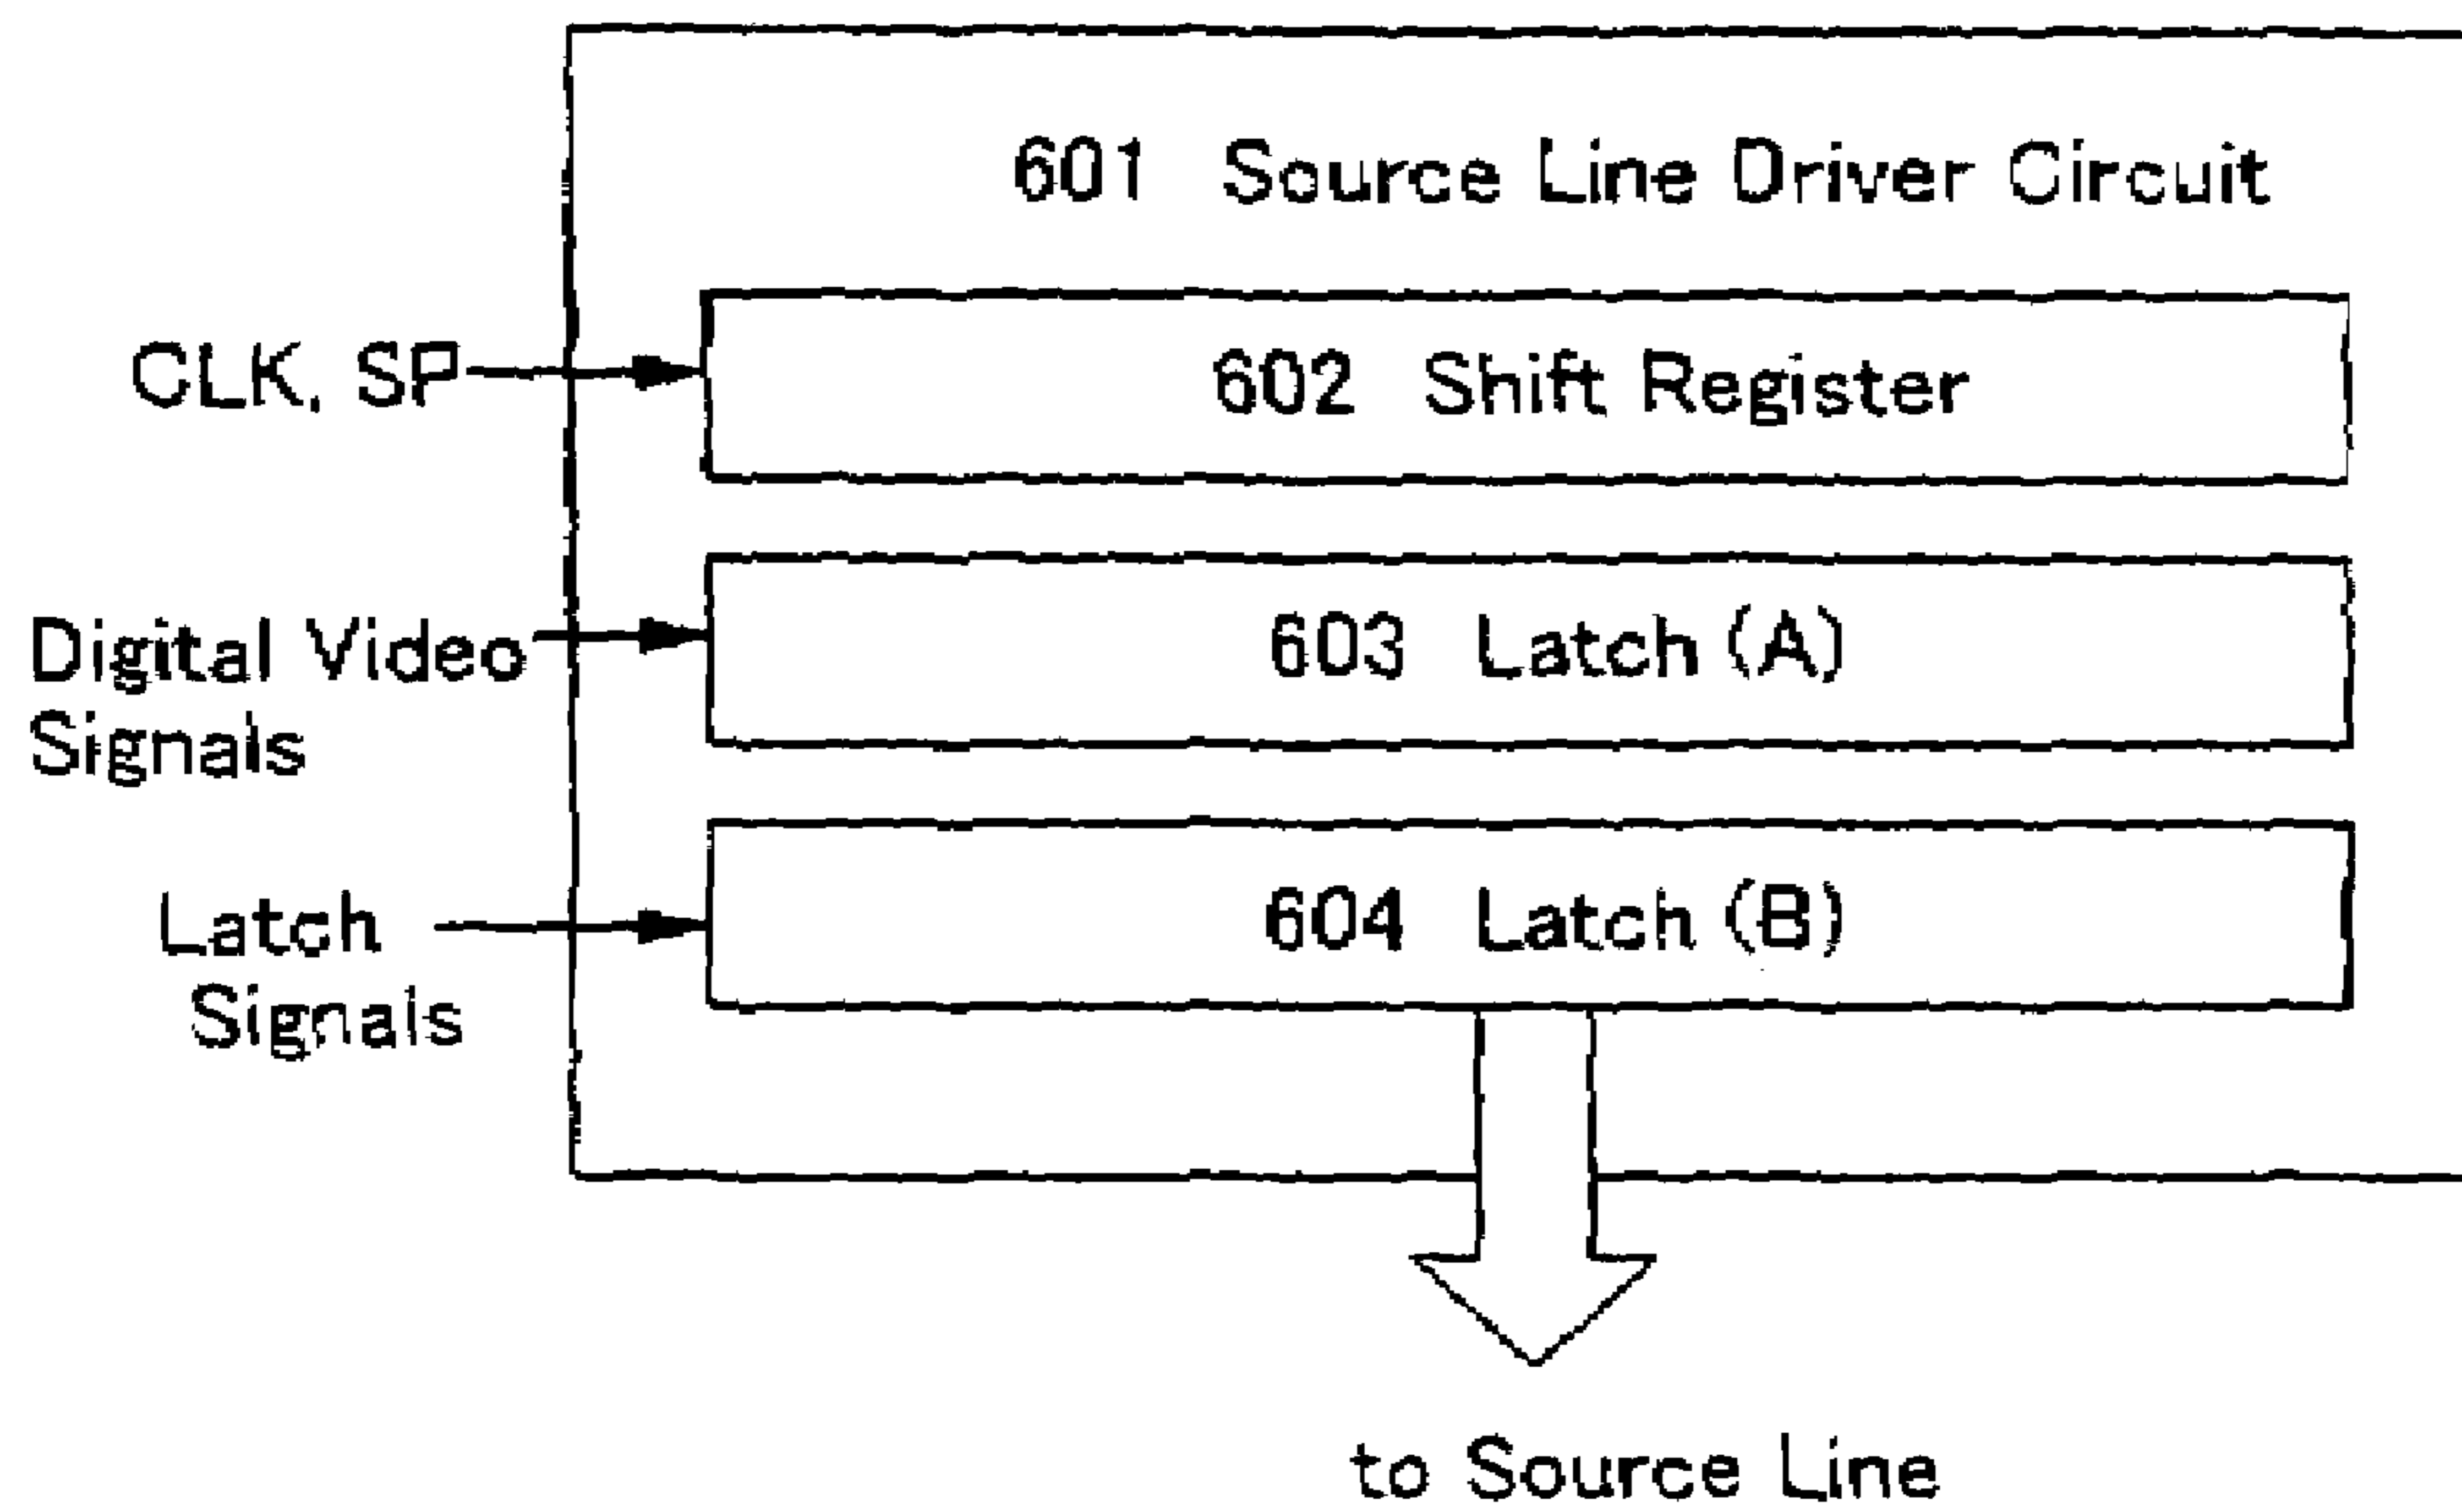 601 Source Line Driver Circuit
CLK, SP
602 Shift Register
Digital Video
Signals
603 Latch (A)
Latch
Signals
604 Latch (B)
to Source Line